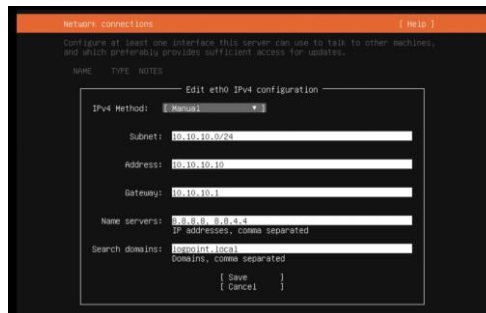 Network connections [ Help ]
Configure at least one interface this server can use to talk to other machines,
and which preferably provides sufficient access for updates.
NAME TYPE NOTES
Edit eth0 IPv4 configuration
IPv4 Method: [ Manual ▾ ]
Subnet: 10.10.10.0/24
Address: 10.10.10.10
Gateway: 10.10.10.1
Name servers: 8.8.8.8, 8.8.4.4
IP addresses, comma separated
Search domains: logpoint.local
Domains, comma separated
[ Save ]
[ Cancel ]